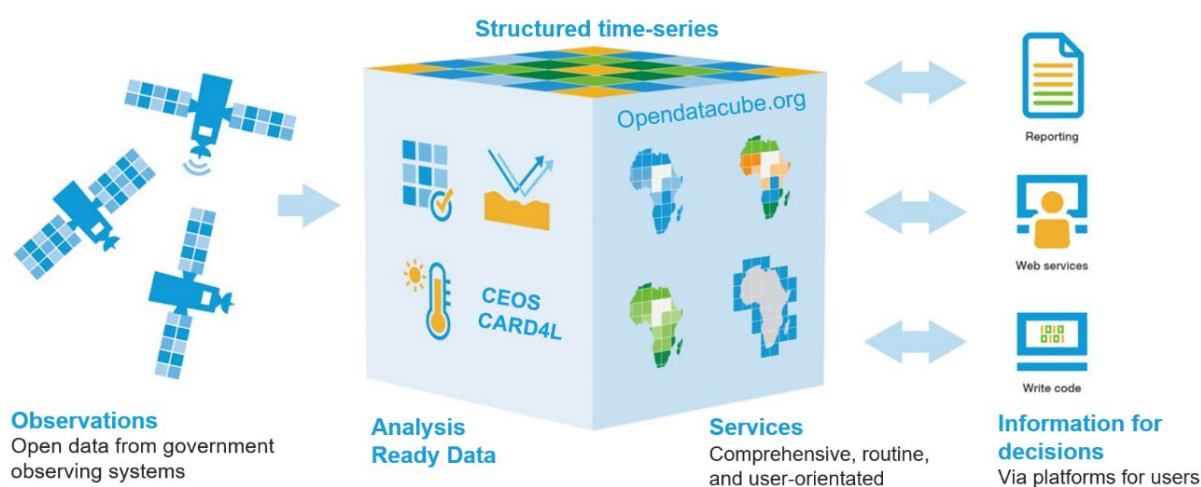 Structured time-series
Opendatacube.org
CEOS
CARD4L
Reporting
Web services
Write code
Observations
Open data from government
observing systems
Analysis
Ready Data
Services
Comprehensive, routine,
and user-orientated
Information for
decisions
Via platforms for users